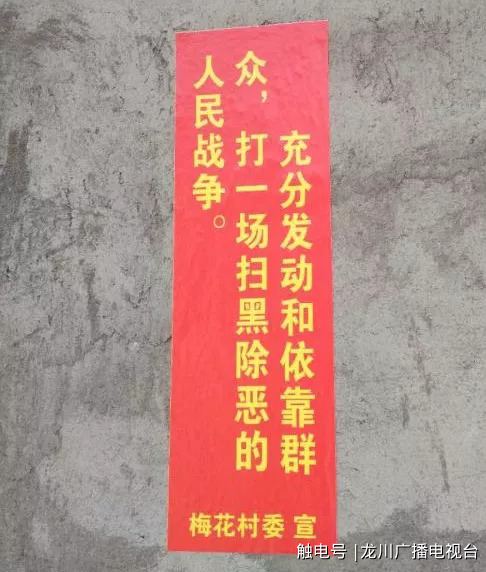 充分发动和依靠群
众，打一场扫黑除恶的
人民战争。
梅花村委 宣
触电号 | 龙川广播电视台